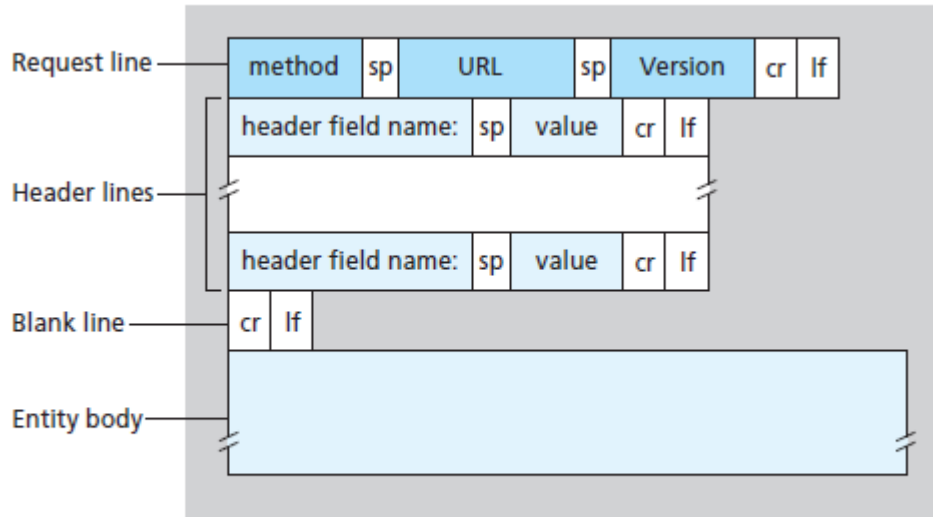 Request line method sp URL sp Version cr lf
header field name: sp value cr lf
Header lines
header field name: sp value cr lf
Blank line cr lf
Entity body